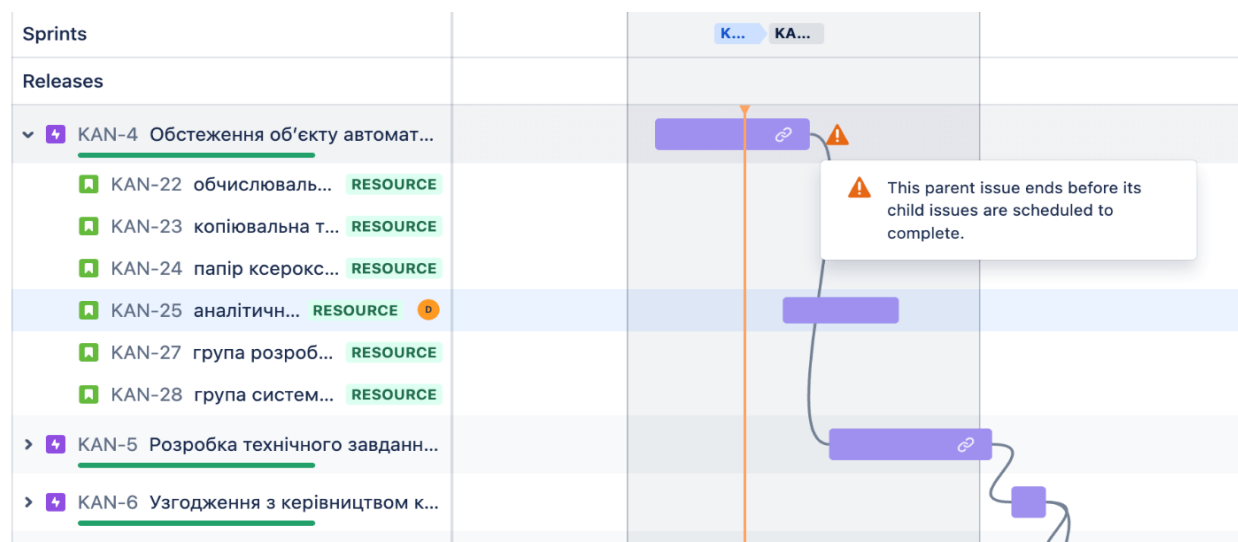 Sprints
K... KA...
Releases
KAN-4 Обстеження об’єкту автомат...
KAN-22 обчислюваль... RESOURCE
This parent issue ends before its
child issues are scheduled to
complete.
KAN-23 копіювальна т... RESOURCE
KAN-24 папір ксерокс... RESOURCE
KAN-25 аналітичн... RESOURCE D
KAN-27 група розроб... RESOURCE
KAN-28 група систем... RESOURCE
KAN-5 Розробка технічного завданн...
KAN-6 Узгодження з керівництвом к...